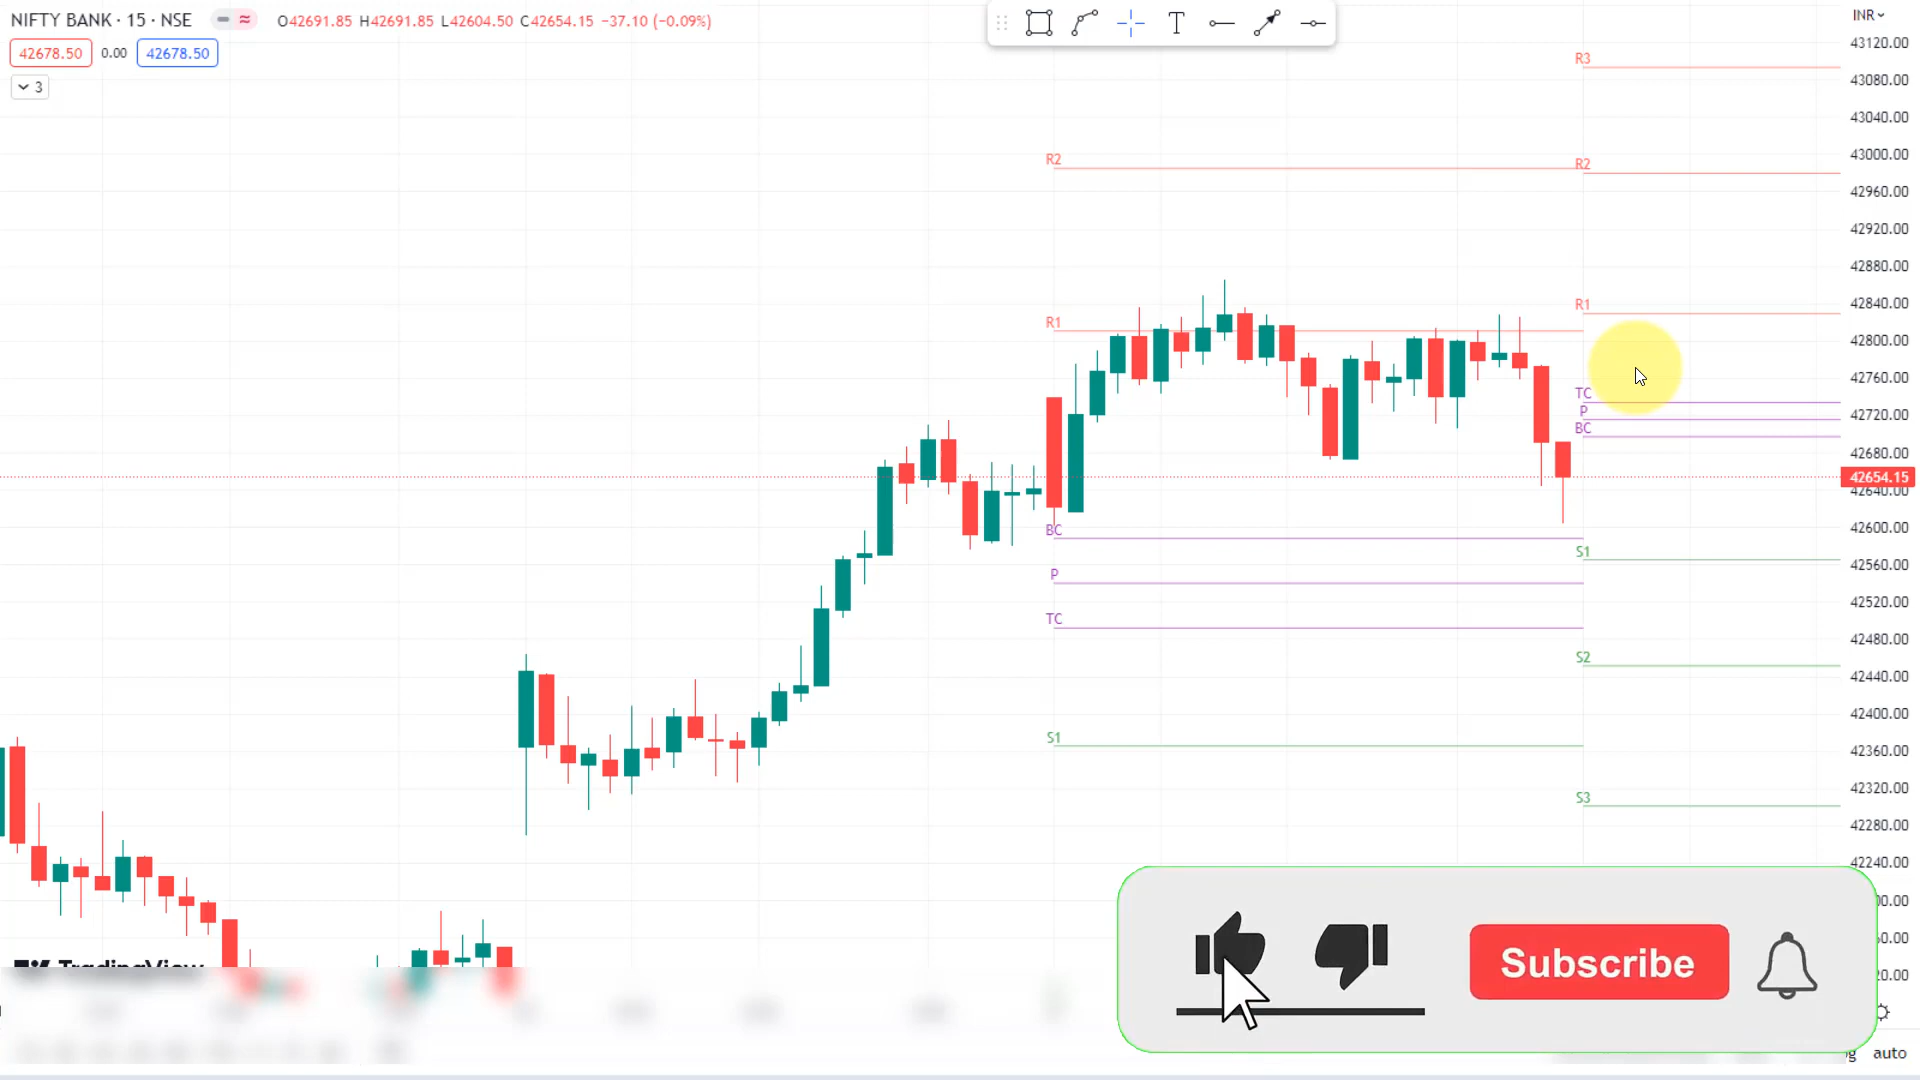 NIFTY BANK · 15 · NSE
O42691.85 H42691.85 L42604.50 C42654.15 −37.10 (−0.09%)
42678.50 0.00 42678.50
3
T
INR
43120.00
43080.00
43040.00
43000.00
42960.00
42920.00
42880.00
42840.00
42800.00
42760.00
42720.00
42680.00
42654.15
42640.00
42600.00
42560.00
42520.00
42480.00
42440.00
42400.00
42360.00
42320.00
42280.00
42240.00
R3
R2
R2
R1
R1
TC
P
BC
BC
S1
P
TC
S2
S1
S3
TradingView
Subscribe
auto